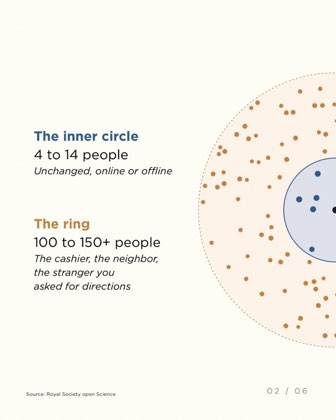 The inner circle
4 to 14 people
Unchanged, online or offline
The ring
100 to 150+ people
The cashier, the neighbor,
the stranger you
asked for directions
Source: Royal Society open Science
02 / 06